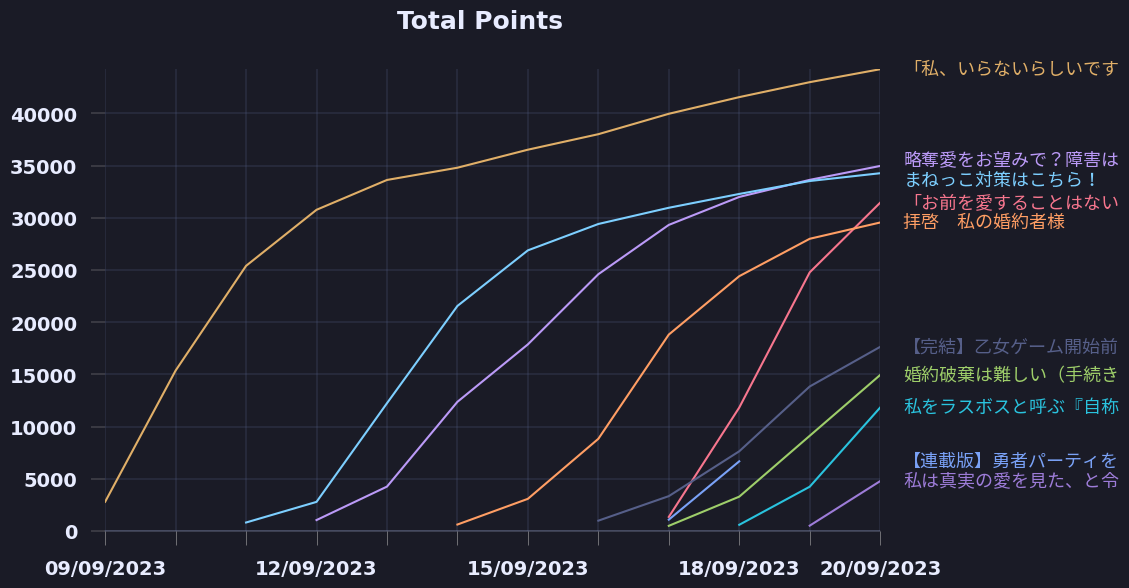 Total Points
「私、いらないらしいです
40000
略奪愛をお望みで？障害は
35000
まねっこ対策はこちら！
「お前を愛することはない
30000
拝啓　私の婚約者様
25000
20000
【完結】乙女ゲーム開始前
15000
婚約破棄は難しい（手続き
私をラスボスと呼ぶ『自称
10000
【連載版】勇者パーティを
5000
私は真実の愛を見た、と令
0
09/09/2023 12/09/2023 15/09/2023 18/09/2023 20/09/2023